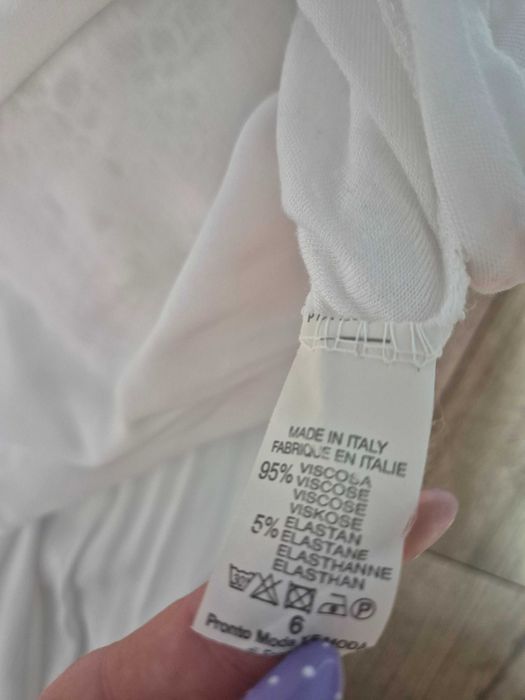 MADE IN ITALY
FABRIQUE EN ITALIE
95% VISCOSA
VISCOSE
VISCOSE
VISKOSE
5% ELASTAN
ELASTANE
ELASTHANNE
ELASTHAN
30° P
6
Pronto Moda